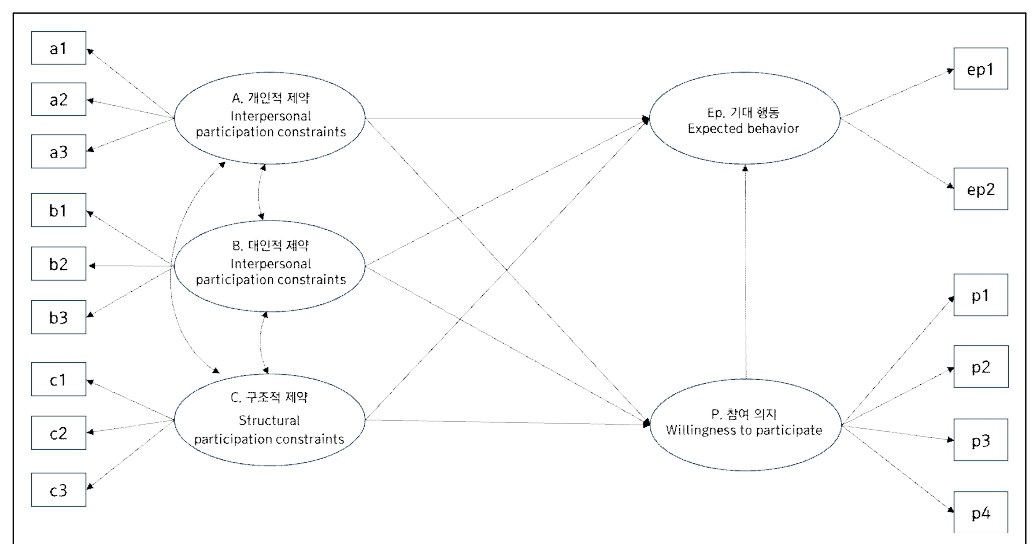 a1
a2
a3
b1
b2
b3
c1
c2
c3
A. 개인적 제약
Interpersonal
participation constraints
B. 대인적 제약
Interpersonal
participation constraints
C. 구조적 제약
Structural
participation constraints
Ep. 기대 행동
Expected behavior
P. 참여 의지
Willingness to participate
ep1
ep2
p1
p2
p3
p4